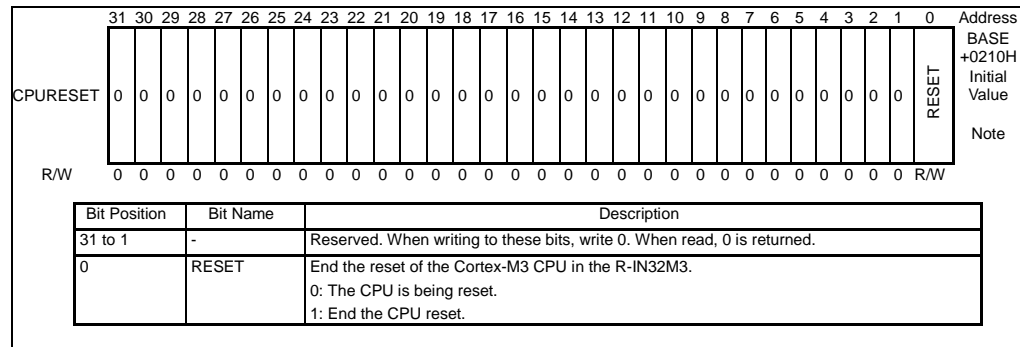 31 30 29 28 27 26 25 24 23 22 21 20 19 18 17 16 15 14 13 12 11 10 9 8 7 6 5 4 3 2 1 0 Address
CPURESET 0 0 0 0 0 0 0 0 0 0 0 0 0 0 0 0 0 0 0 0 0 0 0 0 0 0 0 0 0 0 0 RESET
BASE
+0210H
Initial
Value
Note
R/W 0 0 0 0 0 0 0 0 0 0 0 0 0 0 0 0 0 0 0 0 0 0 0 0 0 0 0 0 0 0 0 R/W
Bit Position Bit Name Description
31 to 1 - Reserved. When writing to these bits, write 0. When read, 0 is returned.
0 RESET End the reset of the Cortex-M3 CPU in the R-IN32M3.
0: The CPU is being reset.
1: End the CPU reset.